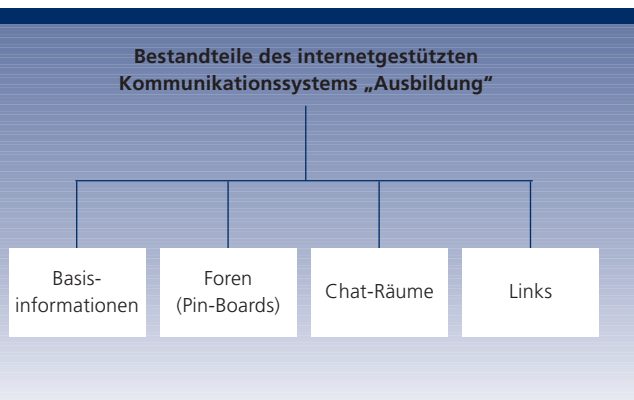 Bestandteile des internetgestützten
Kommunikationssystems „Ausbildung“
Basis-
informationen
Foren
(Pin-Boards)
Chat-Räume
Links